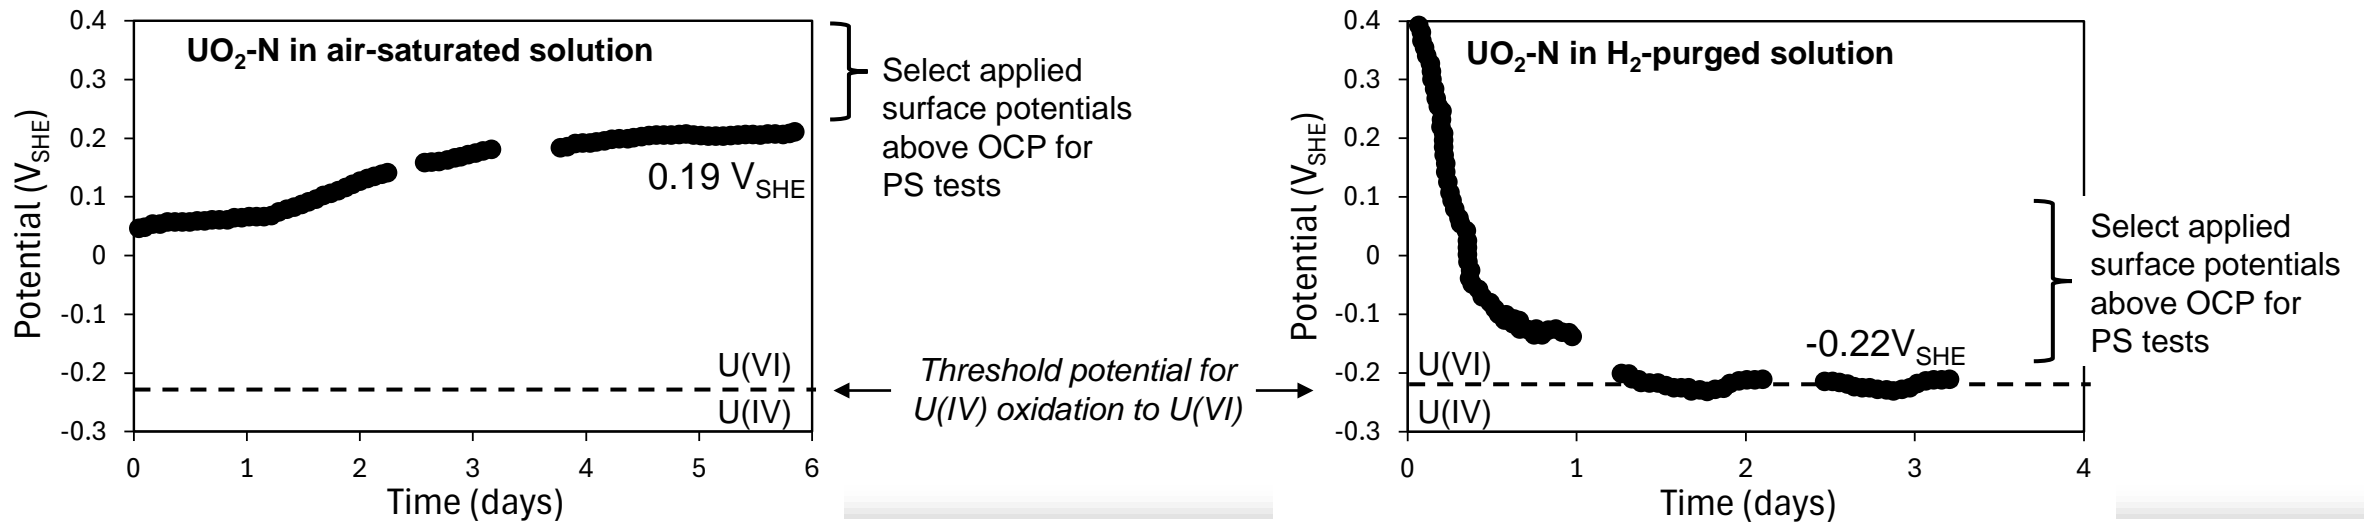 UO₂-N in air-saturated solution
Potential (V_SHE)
0.4
0.3
0.2
0.1
0
-0.1
-0.2
-0.3
0.19 V_SHE
U(VI)
U(IV)
0 1 2 3 4 5 6
Time (days)
Select applied
surface potentials
above OCP for
PS tests
Threshold potential for
U(IV) oxidation to U(VI)
UO₂-N in H₂-purged solution
Potential (V_SHE)
0.4
0.3
0.2
0.1
0
-0.1
-0.2
-0.3
-0.22V_SHE
U(VI)
U(IV)
0 1 2 3 4
Time (days)
Select applied
surface potentials
above OCP for
PS tests